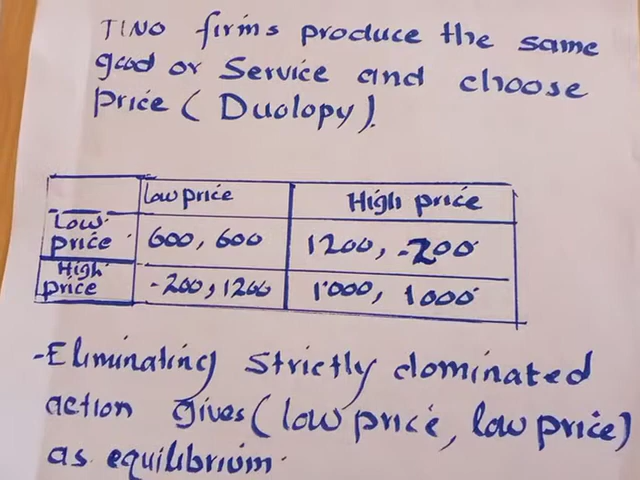 TINO firms produce the same
good or Service and choose
price ( Duolopy).
low price High price
Low price 600, 600 1200, -200
High price -200, 1200 1000, 1000
-Eliminating strictly dominated
action gives (low price, low price)
as equilibrium.